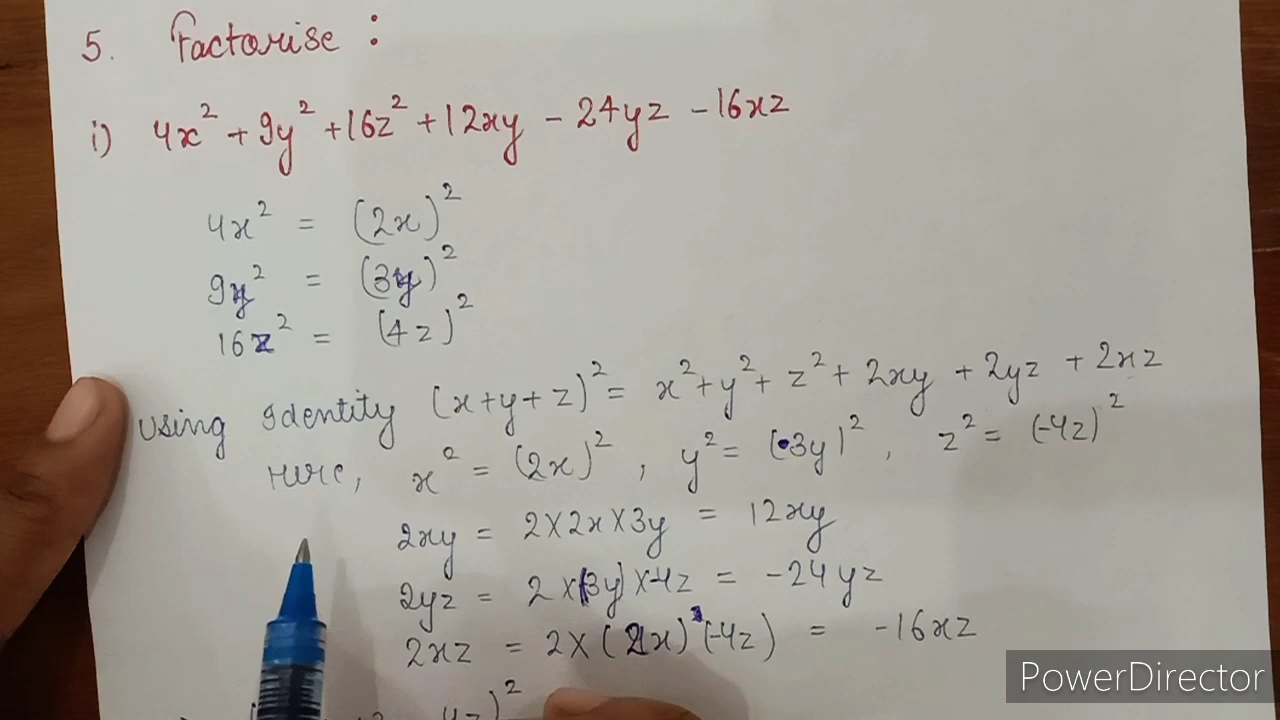 5. Factorise :
i) 4x² + 9y² + 16z² + 12xy - 24yz - 16xz
4x² = (2x)²
9y² = (3y)²
16z² = (4z)²
using Identity (x+y+z)² = x² + y² + z² + 2xy + 2yz + 2xz
Here, x² = (2x)² , y² = (3y)² , z² = (-4z)²
2xy = 2×2x×3y = 12xy
2yz = 2×(3y)×-4z = -24yz
2xz = 2×(2x)(-4z) = -16xz
4z)²
PowerDirector